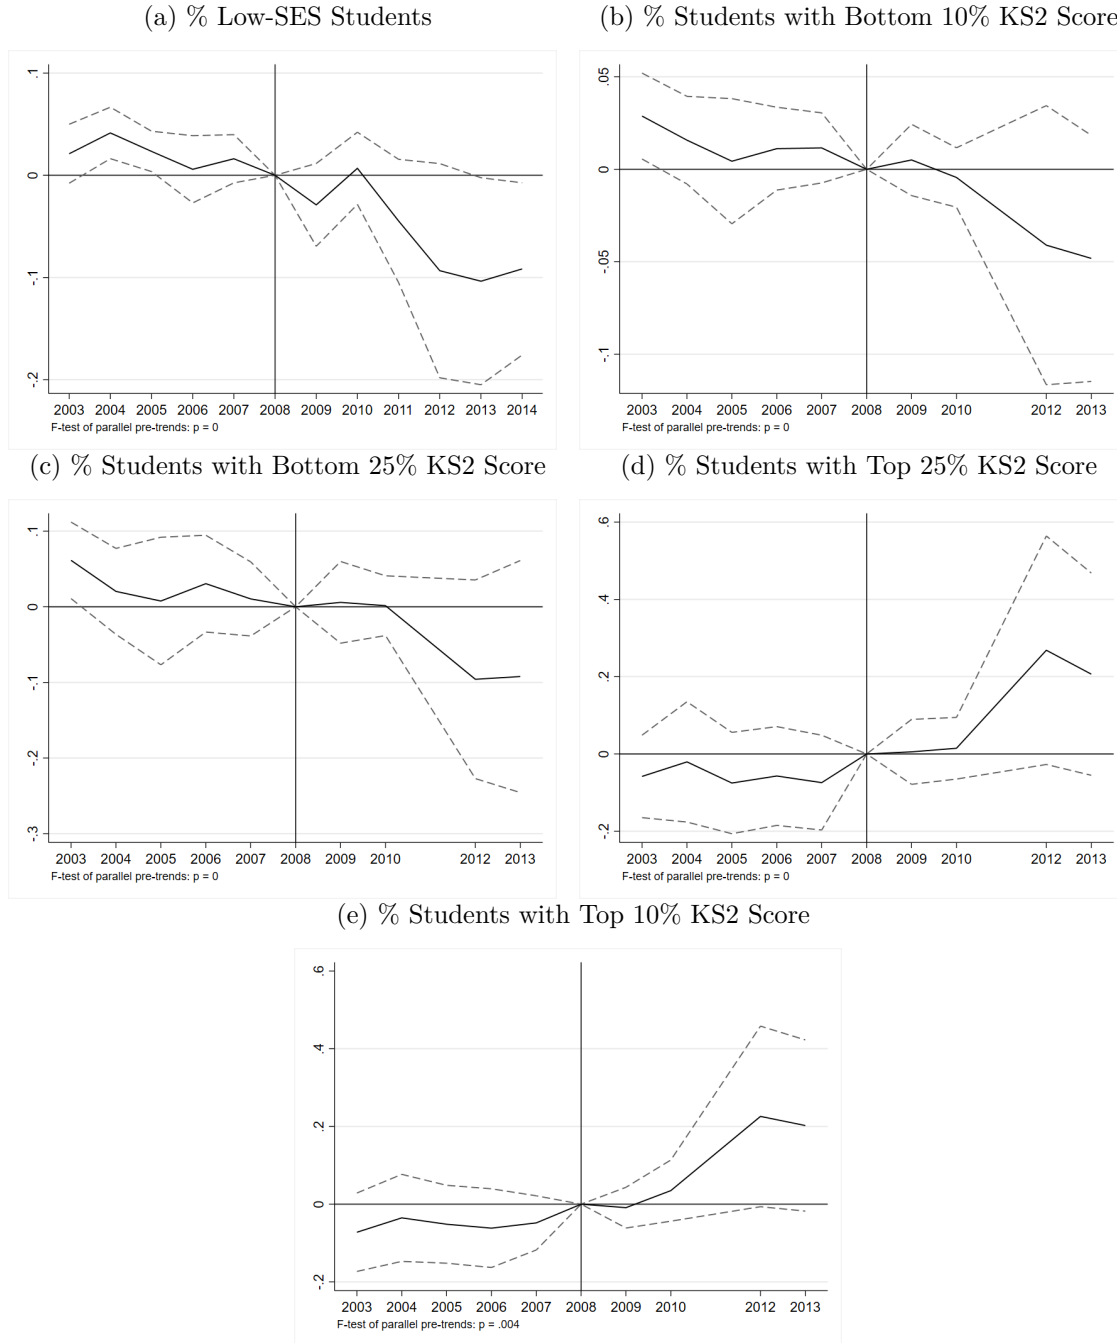 (a) % Low-SES Students
.1
0
-.1
-.2
2003 2004 2005 2006 2007 2008 2009 2010 2011 2012 2013 2014
F-test of parallel pre-trends: p = 0
(b) % Students with Bottom 10% KS2 Score
.05
0
-.05
-.1
2003 2004 2005 2006 2007 2008 2009 2010 2012 2013
F-test of parallel pre-trends: p = 0
(c) % Students with Bottom 25% KS2 Score
.1
0
-.1
-.2
-.3
2003 2004 2005 2006 2007 2008 2009 2010 2012 2013
F-test of parallel pre-trends: p = 0
(d) % Students with Top 25% KS2 Score
.6
.4
.2
0
-.2
2003 2004 2005 2006 2007 2008 2009 2010 2012 2013
F-test of parallel pre-trends: p = 0
(e) % Students with Top 10% KS2 Score
.6
.4
.2
0
-.2
2003 2004 2005 2006 2007 2008 2009 2010 2012 2013
F-test of parallel pre-trends: p = .004